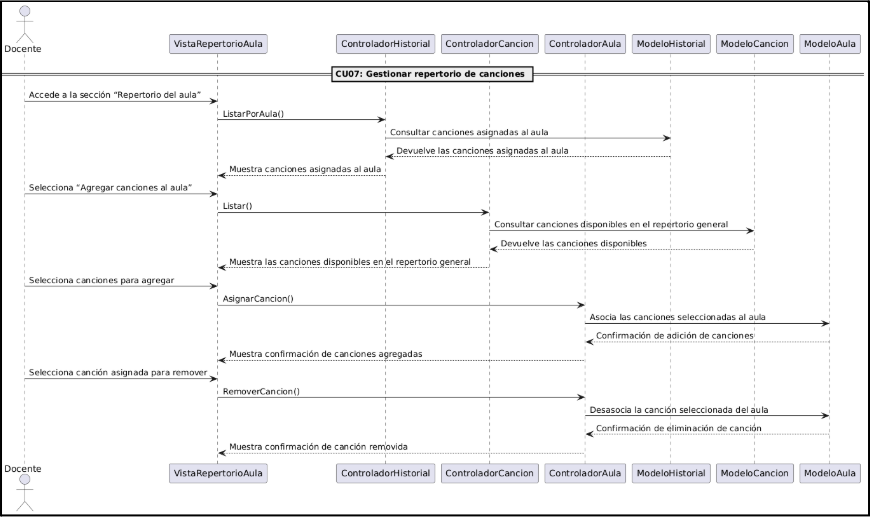 Docente
VistaRepertorioAula
ControladorHistorial
ControladorCancion
ControladorAula
ModeloHistorial
ModeloCancion
ModeloAula
CU07: Gestionar repertorio de canciones
Accede a la sección “Repertorio del aula”
ListarPorAula()
Consultar canciones asignadas al aula
Devuelve las canciones asignadas al aula
Muestra canciones asignadas al aula
Selecciona “Agregar canciones al aula”
Listar()
Consultar canciones disponibles en el repertorio general
Devuelve las canciones disponibles
Muestra las canciones disponibles en el repertorio general
Selecciona canciones para agregar
AsignarCancion()
Asocia las canciones seleccionadas al aula
Confirmación de adición de canciones
Muestra confirmación de canciones agregadas
Selecciona canción asignada para remover
RemoverCancion()
Desasocia la canción seleccionada del aula
Confirmación de eliminación de canción
Muestra confirmación de canción removida
Docente
VistaRepertorioAula
ControladorHistorial
ControladorCancion
ControladorAula
ModeloHistorial
ModeloCancion
ModeloAula